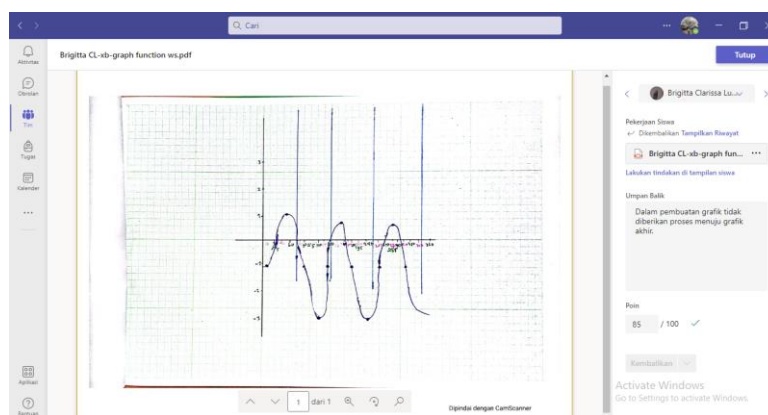 Cari
Brigitta CL-xb-graph function ws.pdf
Tutup
Aktivitas
Obrolan
Tim
Tugas
Kalender
Aplikasi
Bantuan
Brigitta Clarissa Lu...
Pekerjaan Siswa
Dikembalikan Tampilkan Riwayat
Brigitta CL-xb-graph fun...
Lakukan tindakan di tampilan siswa
Umpan Balik
Dalam pembuatan grafik tidak
diberikan proses menuju grafik
akhir.
Poin
85 / 100
Kembalikan
Activate Windows
Go to Settings to activate Windows.
1 dari 1
Dipindai dengan CamScanner